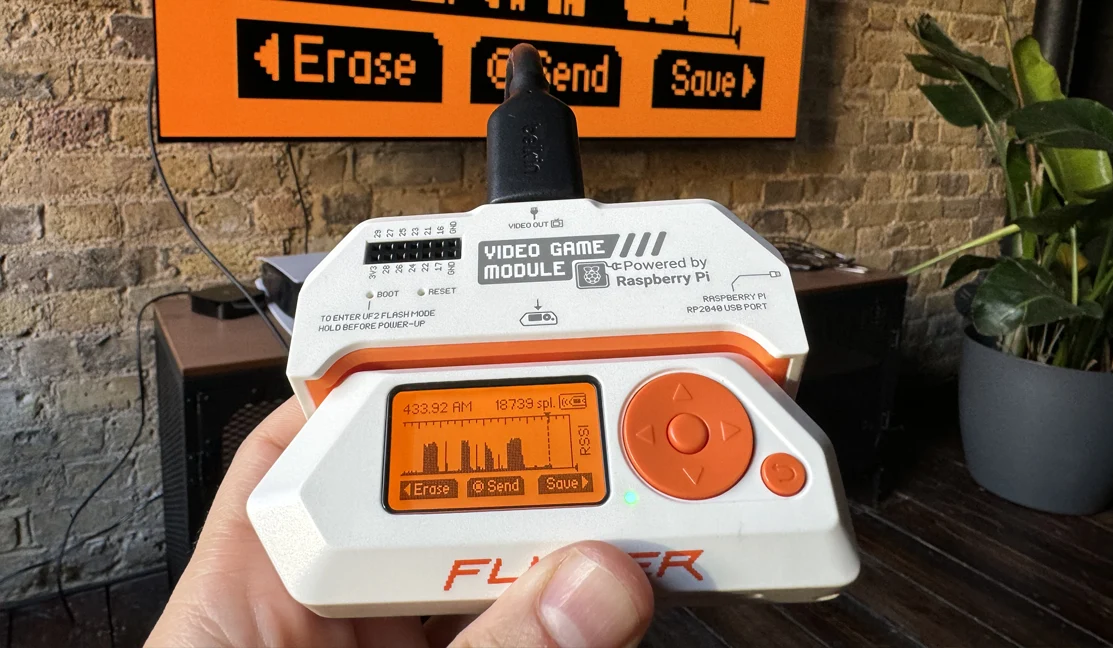 Erase
Send
Save
belkin
VIDEO OUT
29 27 25 23 21 16 GND
3V3 28 26 24 22 17 GND
VIDEO GAME
MODULE
Powered by
Raspberry Pi
BOOT
RESET
TO ENTER UF2 FLASH MODE
HOLD BEFORE POWER-UP
RASPBERRY PI
RP2040 USB PORT
433.92 AM 18739 spl.
RSSI
Erase
Send
Save